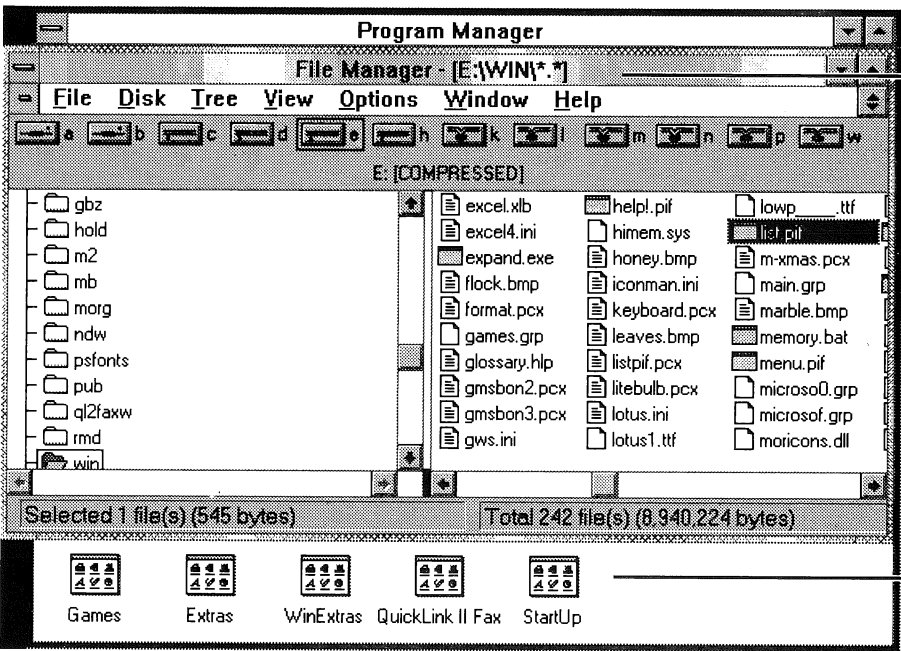 Program Manager
File Manager - [E:\WIN\*.*]
File Disk Tree View Options Window Help
a b c d e h k l m n p w
E: [COMPRESSED]
gbz
hold
m2
mb
morg
ndw
psfonts
pub
ql2faxw
rmd
win
excel.xlb
excel4.ini
expand.exe
flock.bmp
format.pcx
games.grp
glossary.hlp
gmsbon2.pcx
gmsbon3.pcx
gws.ini
help!.pif
himem.sys
honey.bmp
iconman.ini
keyboard.pcx
leaves.bmp
listpif.pcx
litebulb.pcx
lotus.ini
lotus1.ttf
lowp____.ttf
list.pif
m-xmas.pcx
main.grp
marble.bmp
memory.bat
menu.pif
microso0.grp
microsof.grp
moricons.dll
Selected 1 file(s) (545 bytes)
Total 242 file(s) (8,940,224 bytes)
Games Extras WinExtras QuickLink II Fax StartUp